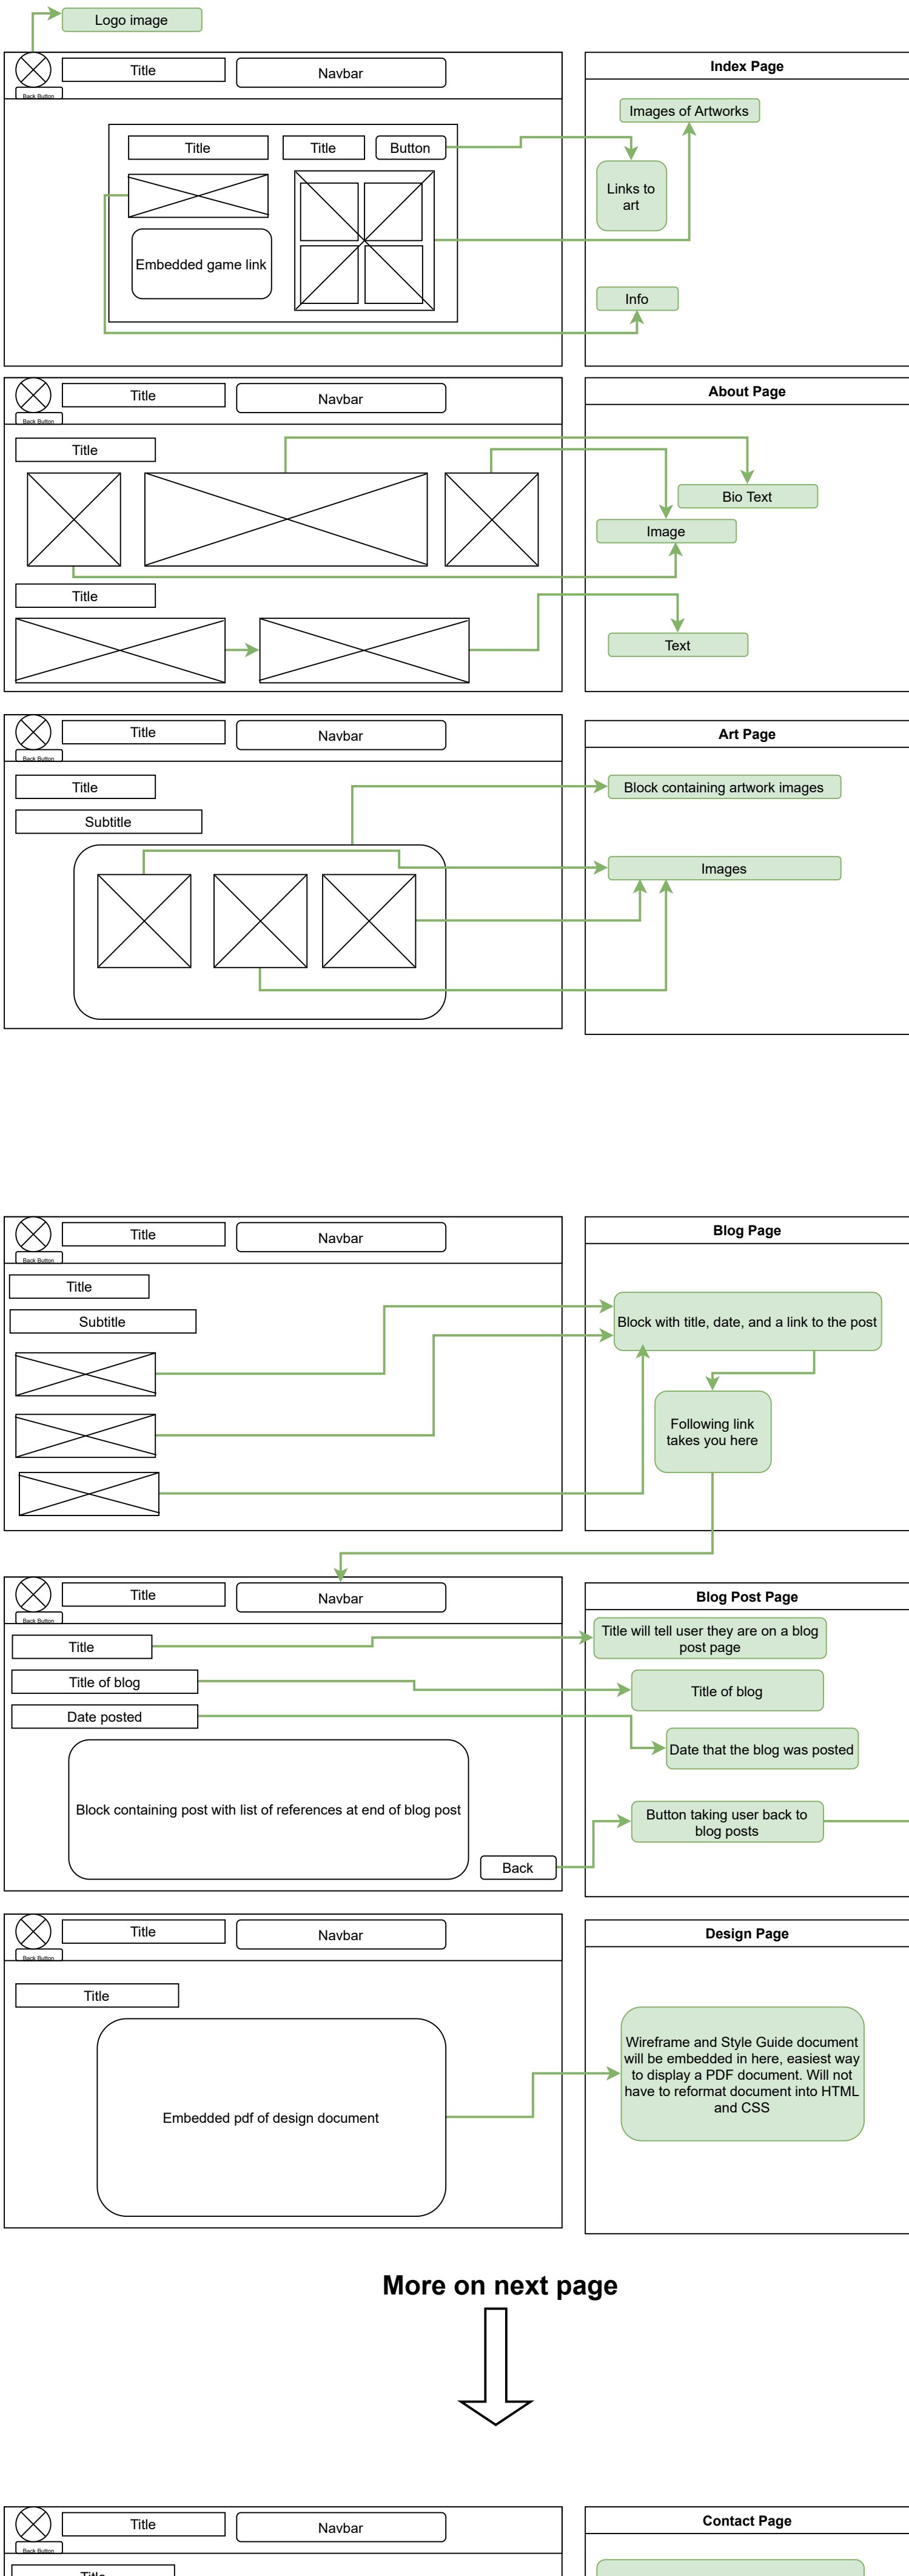 Logo image
Title
Navbar
Back Button
Index Page
Images of Artworks
Title
Title
Button
Links to
art
Embedded game link
Info
Title
Navbar
Back Button
About Page
Title
Bio Text
Image
Title
Text
Title
Navbar
Back Button
Art Page
Title
Block containing artwork images
Subtitle
Images
Title
Navbar
Back Button
Blog Page
Title
Subtitle
Block with title, date, and a link to the post
Following link
takes you here
Title
Navbar
Back Button
Blog Post Page
Title
Title will tell user they are on a blog
post page
Title of blog
Title of blog
Date posted
Date that the blog was posted
Block containing post with list of references at end of blog post
Button taking user back to
blog posts
Back
Title
Navbar
Back Button
Design Page
Title
Embedded pdf of design document
Wireframe and Style Guide document
will be embedded in here, easiest way
to display a PDF document. Will not
have to reformat document into HTML
and CSS
More on next page
Title
Navbar
Back Button
Contact Page
Title